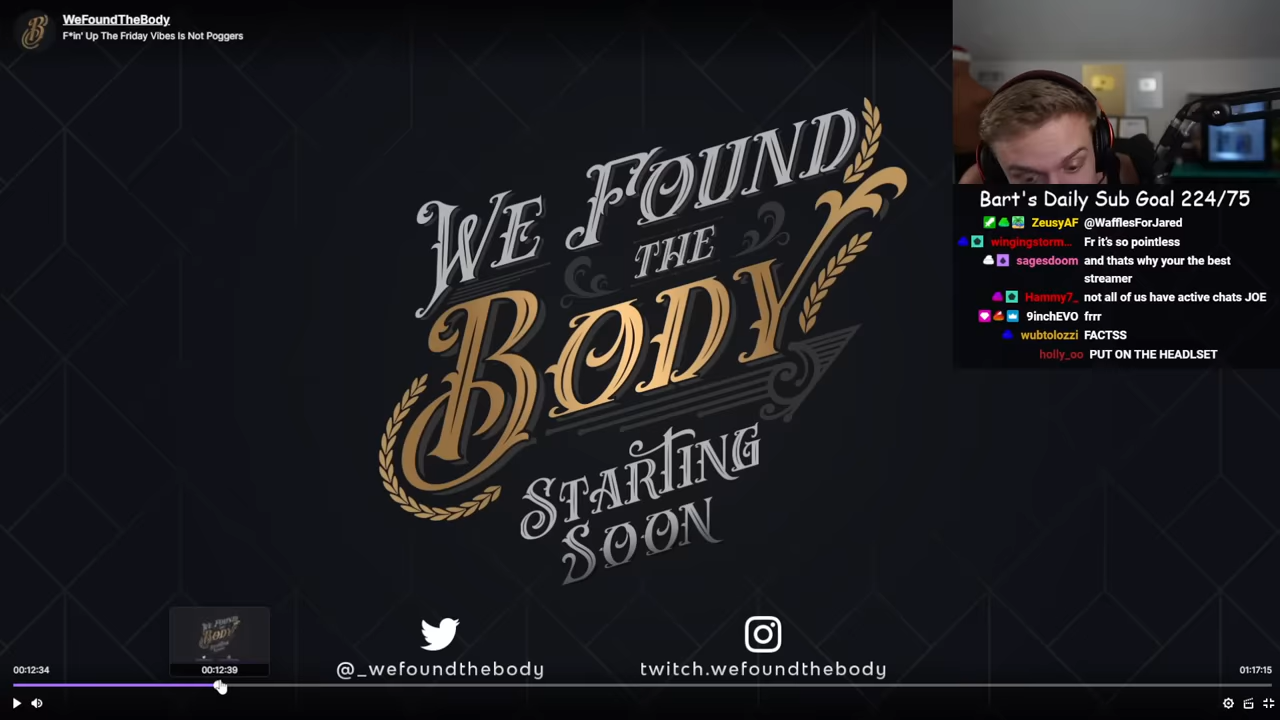 WeFoundTheBody
F*in' Up The Friday Vibes Is Not Poggers
WE FOUND
THE
BODY
STARTING
SOON
@_wefoundthebody
twitch.wefoundthebody
Bart's Daily Sub Goal 224/75
ZeusyAF @WafflesForJared
wingingstorm... Fr it's so pointless
sagesdoom and thats why your the best
streamer
Hammy7_ not all of us have active chats JOE
9inchEVO frrr
wubtolozzi FACTSS
holly_oo PUT ON THE HEADLSET
00:12:34
00:12:39
01:17:15